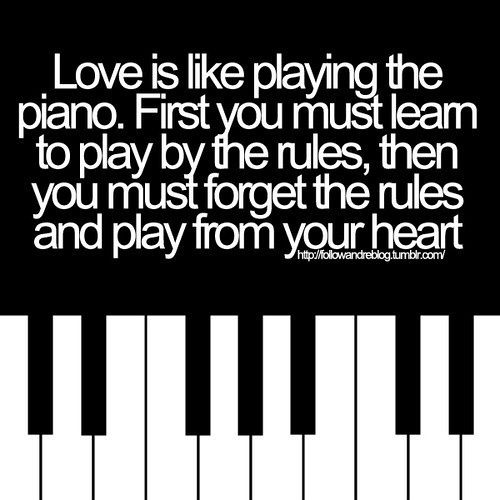 Love is like playing the
piano. First you must learn
to play by the rules, then
you must forget the rules
and play from your heart
http://followandreblog.tumblr.com/